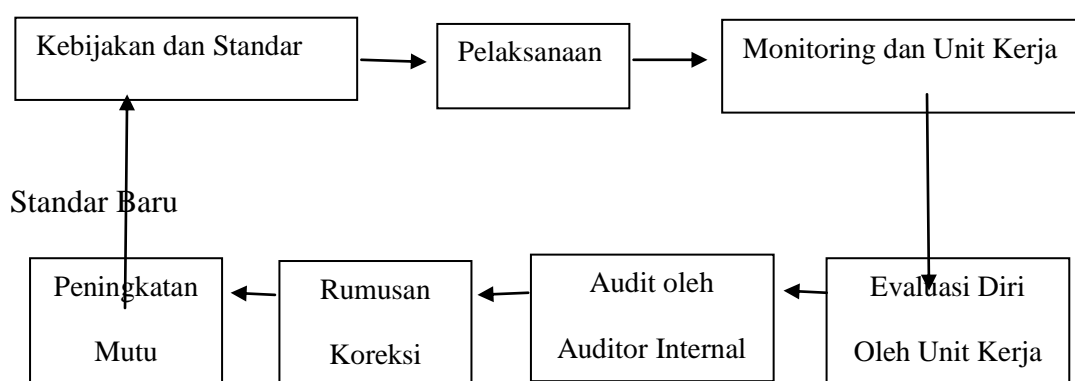 Kebijakan dan Standar
Pelaksanaan
Monitoring dan Unit Kerja
Standar Baru
Peningkatan
Mutu
Rumusan
Koreksi
Audit oleh
Auditor Internal
Evaluasi Diri
Oleh Unit Kerja